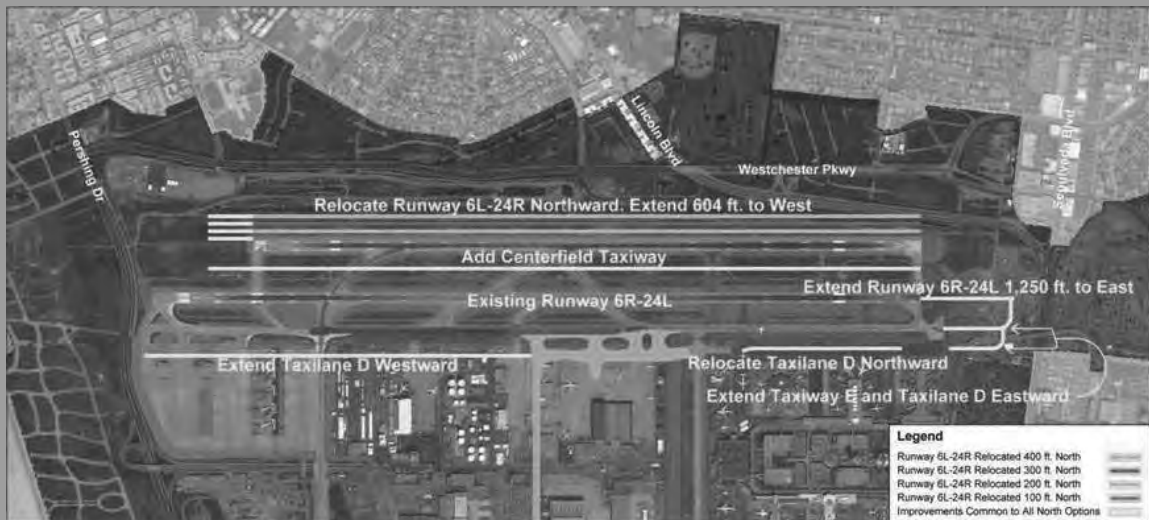 Pershing Dr
Lincoln Blvd
Sepulveda Blvd
Westchester Pkwy
Relocate Runway 6L-24R Northward. Extend 604 ft. to West
Add Centerfield Taxiway
Extend Runway 6R-24L 1,250 ft. to East
Existing Runway 6R-24L
Extend Taxilane D Westward
Relocate Taxilane D Northward
Extend Taxiway E and Taxilane D Eastward
Legend
Runway 6L-24R Relocated 400 ft. North
Runway 6L-24R Relocated 300 ft. North
Runway 6L-24R Relocated 200 ft. North
Runway 6L-24R Relocated 100 ft. North
Improvements Common to All North Options